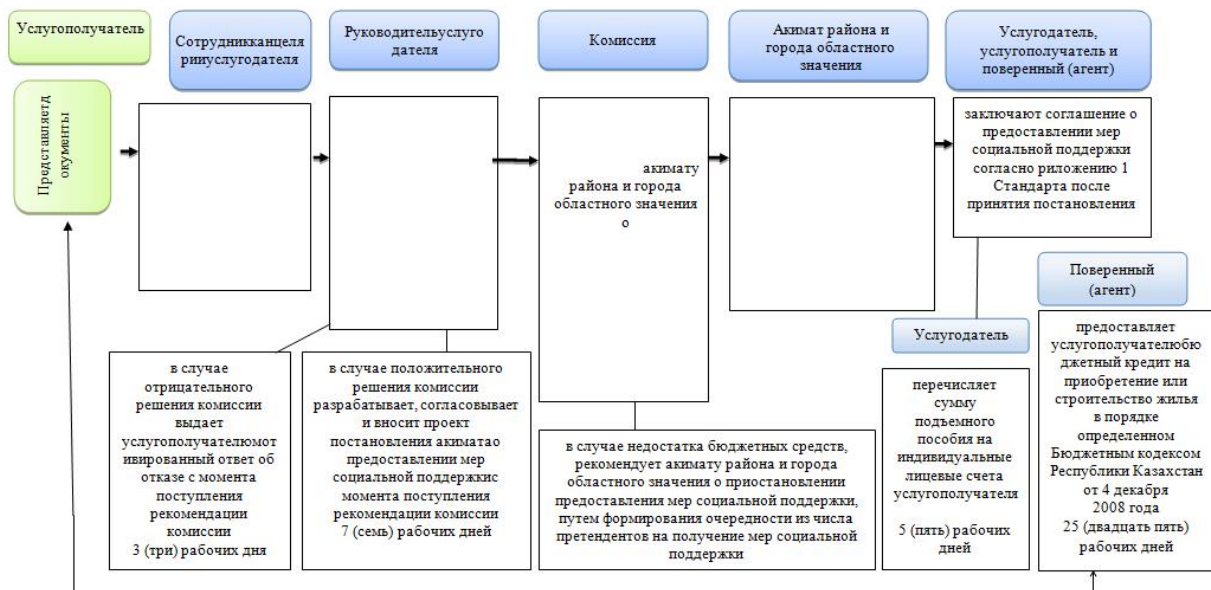 Услугополучатель
Сотрудникканцеля
рииуслугодателя
Руководительуслуго
дателя
Комиссия
Акимат района и
города областного
значения
Услугодатель,
услугополучатель и
поверенный (агент)
Представляетд
окументы
акимату
района и города
областного значения
о
заключают соглашение о
предоставлении мер
социальной поддержки
согласно риложению 1
Стандарта после
принятия постановления
в случае
отрицательного
решения комиссии
выдает
услугополучателюмот
ивированный ответ об
отказе с момента
поступления
рекомендации
комиссии
3 (три) рабочих дня
в случае положительного
решения комиссии
разрабатывает, согласовывает
и вносит проект
постановления акиматао
предоставлении мер
социальной поддержкис
момента поступления
рекомендации комиссии
7 (семь) рабочих дней
в случае недостатка бюджетных средств,
рекомендует акимату района и города
областного значения о приостановлении
предоставления мер социальной поддержки,
путем формирования очередности из числа
претендентов на получение мер социальной
поддержки
Услугодатель
перечисляет
сумму
подъемного
пособия на
индивидуальные
лицевые счета
услугополучателя
5 (пять) рабочих
дней
Поверенный
(агент)
предоставляет
услугополучателюбю
джетный кредит на
приобретение или
строительство жилья
в порядке
определенном
Бюджетным кодексом
Республики Казахстан
от 4 декабря
2008 года
25 (двадцать пять)
рабочих дней